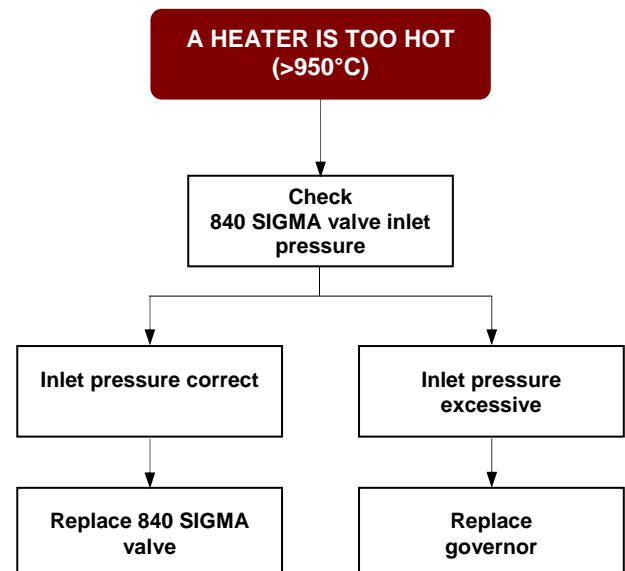 A HEATER IS TOO HOT
(>950°C)
Check
840 SIGMA valve inlet
pressure
Inlet pressure correct
Inlet pressure
excessive
Replace 840 SIGMA
valve
Replace
governor